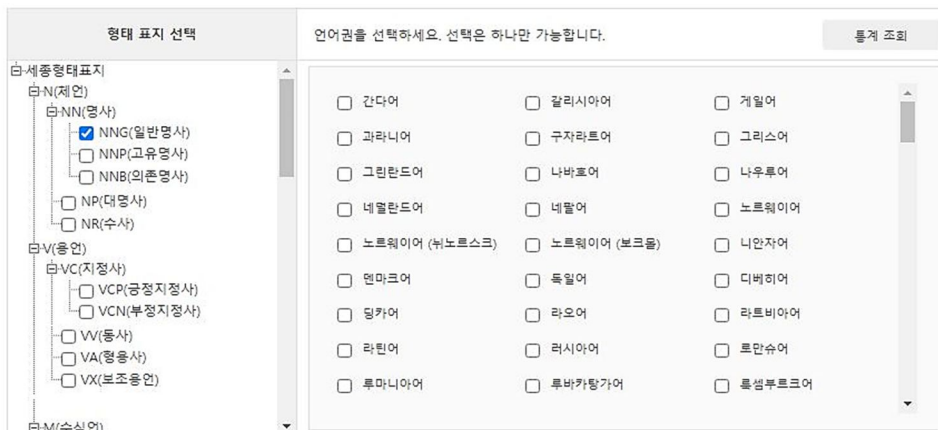 형태 표지 선택
언어권을 선택하세요. 선택은 하나만 가능합니다.
통계 조회
세종형태표지
N(체언)
NN(명사)
NNG(일반명사)
NNP(고유명사)
NNB(의존명사)
NP(대명사)
NR(수사)
V(용언)
VC(지정사)
VCP(긍정지정사)
VCN(부정지정사)
VV(동사)
VA(형용사)
VX(보조용언)
M(수식언)
간다어 갈리시아어 게일어
과라니어 구자라트어 그리스어
그린란드어 나바호어 나우루어
네덜란드어 네팔어 노르웨이어
노르웨이어 (뉘노르스크) 노르웨이어 (보크몰) 니안자어
덴마크어 독일어 디베히어
딩카어 라오어 라트비아어
라틴어 러시아어 로만슈어
루마니아어 루바카탕가어 룩셈부르크어